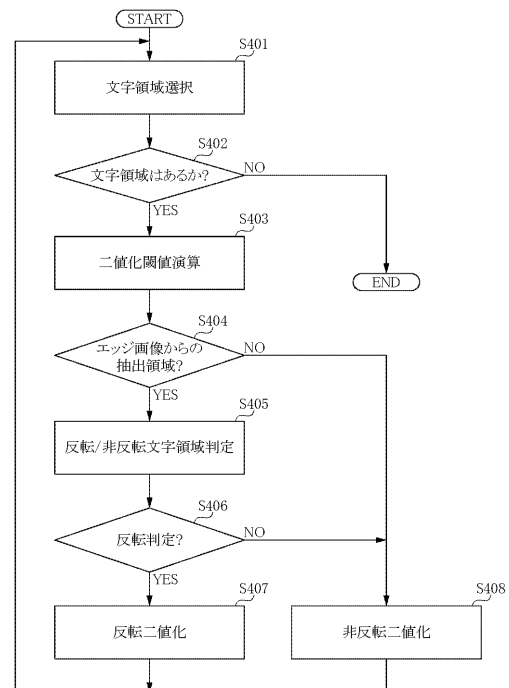 START
S401
文字領域選択
S402
文字領域はあるか?
NO
YES
S403
二値化閾値演算
END
S404
エッジ画像からの
抽出領域?
NO
YES
S405
反転/非反転文字領域判定
S406
反転判定?
NO
YES
S407
反転二値化
S408
非反転二値化